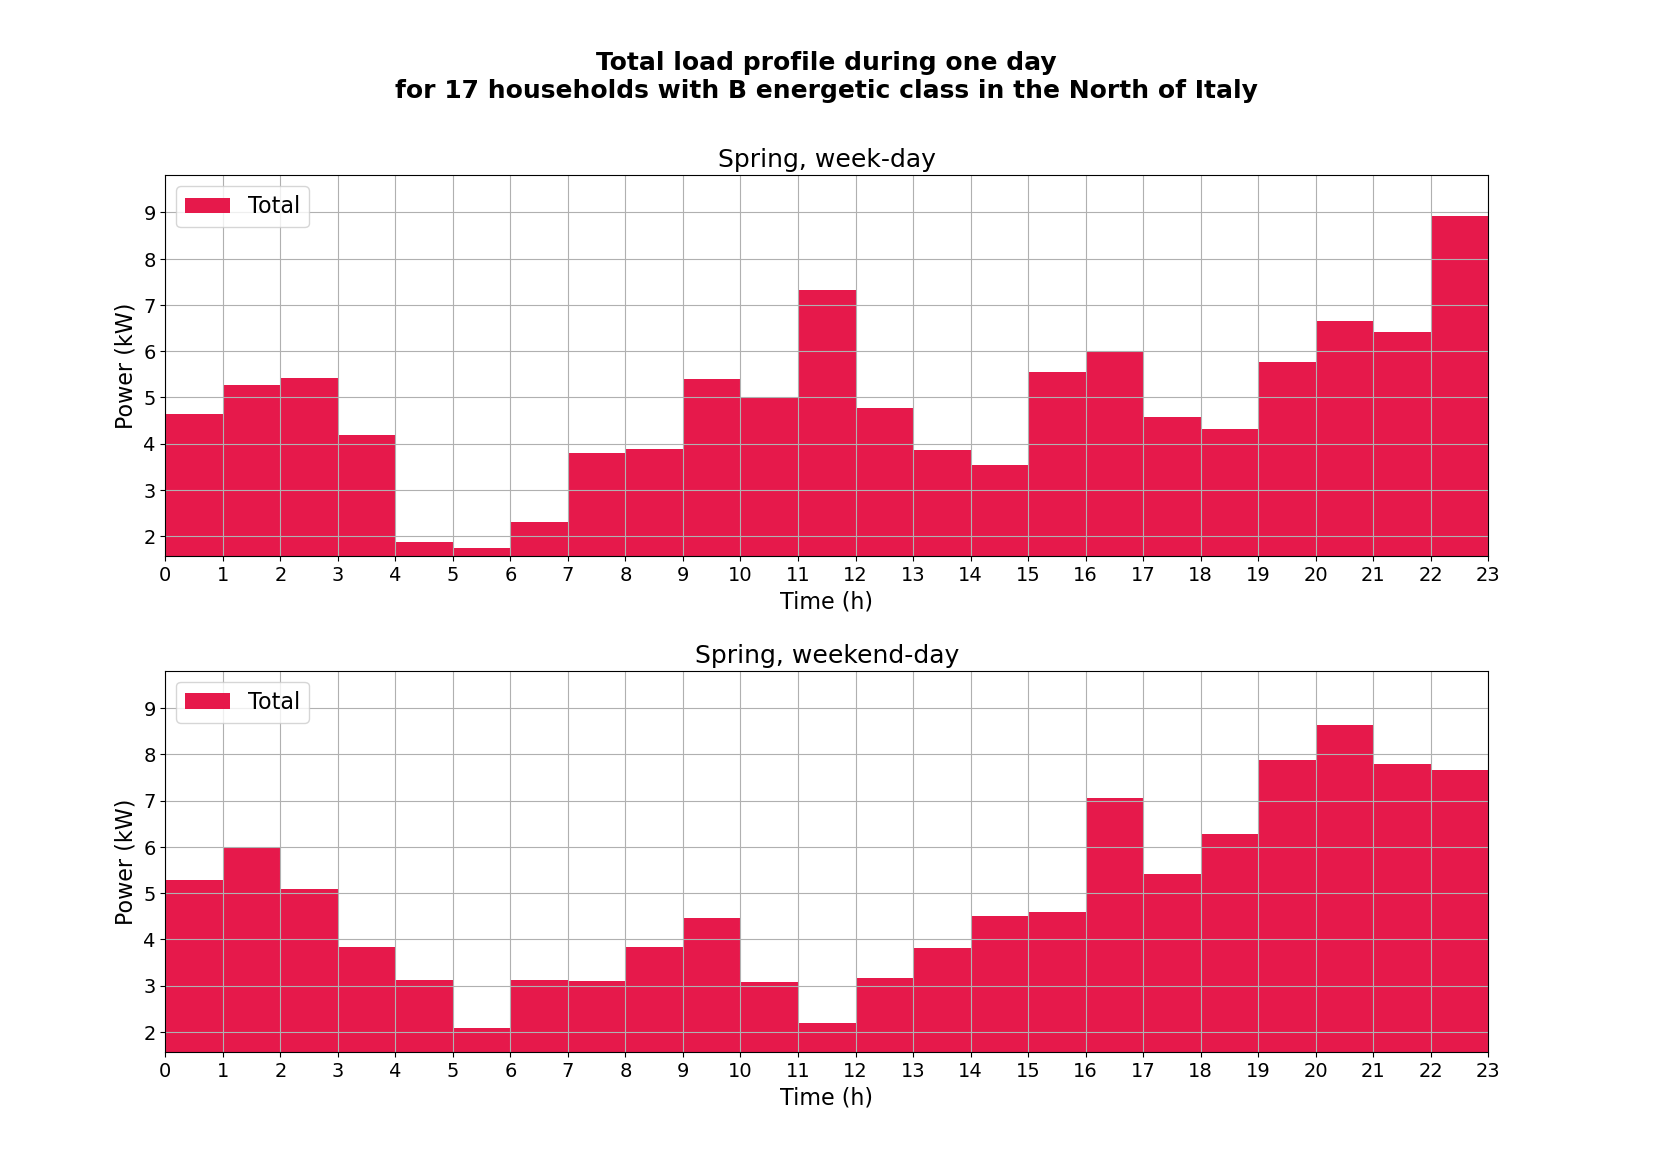 Total load profile during one day
for 17 households with B energetic class in the North of Italy
Spring, week-day
Total
9
8
7
6
5
4
3
2
Power (kW)
0 1 2 3 4 5 6 7 8 9 10 11 12 13 14 15 16 17 18 19 20 21 22 23
Time (h)
Spring, weekend-day
Total
9
8
7
6
5
4
3
2
Power (kW)
0 1 2 3 4 5 6 7 8 9 10 11 12 13 14 15 16 17 18 19 20 21 22 23
Time (h)